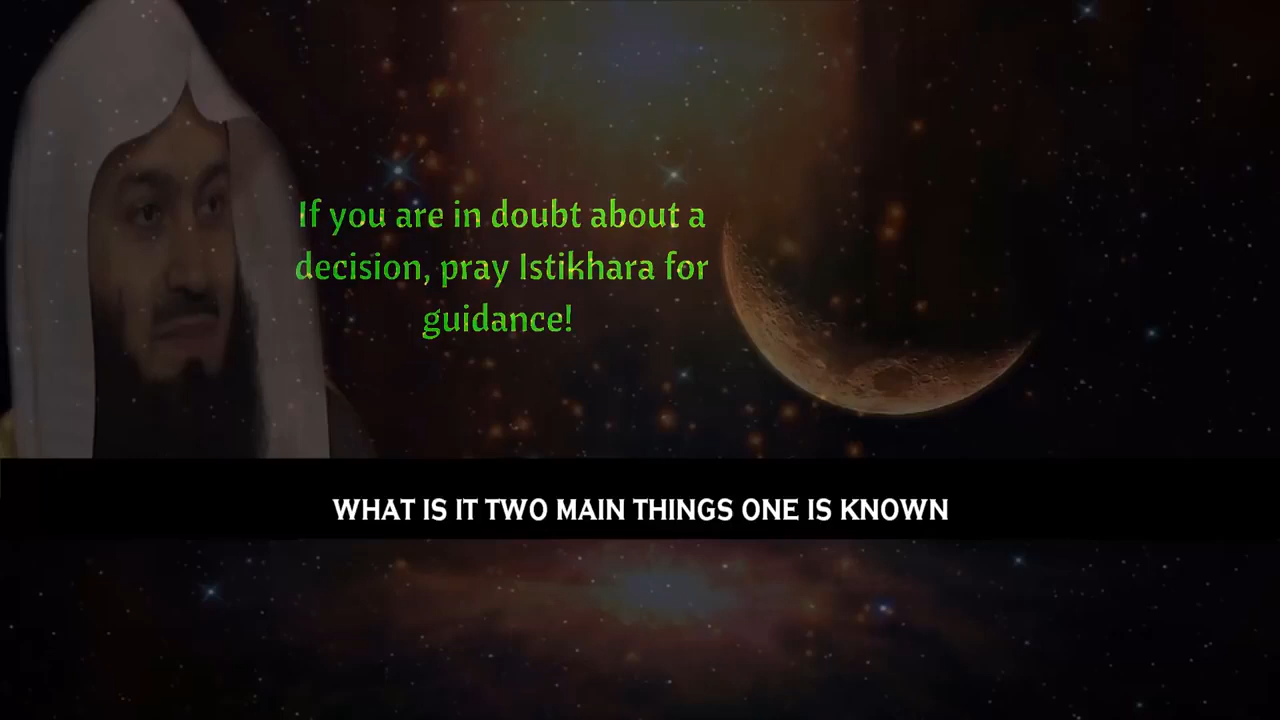 If you are in doubt about a
decision, pray Istikhara for
guidance!
WHAT IS IT TWO MAIN THINGS ONE IS KNOWN